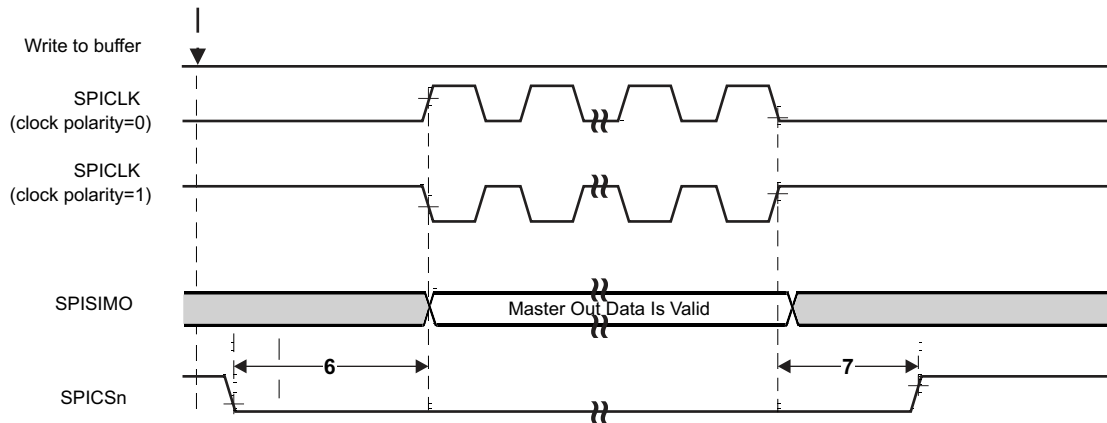 Write to buffer
SPICLK
(clock polarity=0)
SPICLK
(clock polarity=1)
SPISIMO
Master Out Data Is Valid
6
7
SPICSn